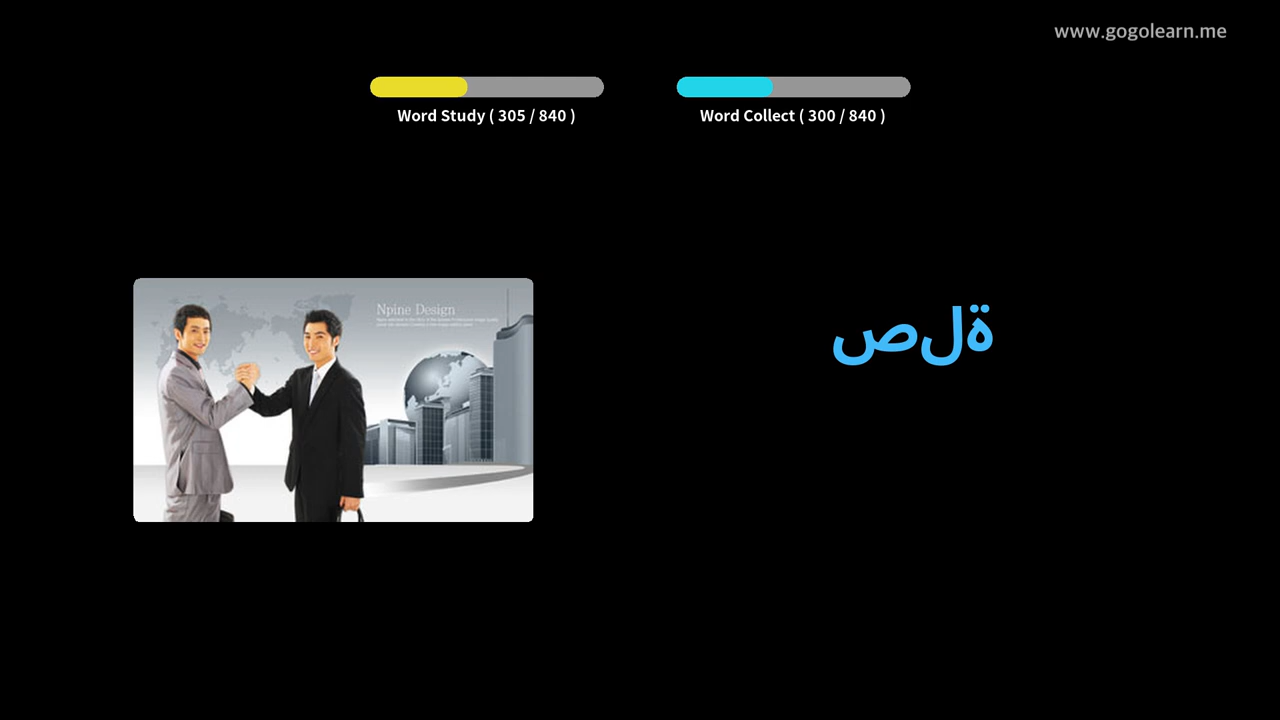 www.gogolearn.me
Word Study ( 305 / 840 )
Word Collect ( 300 / 840 )
Npine Design
صلة